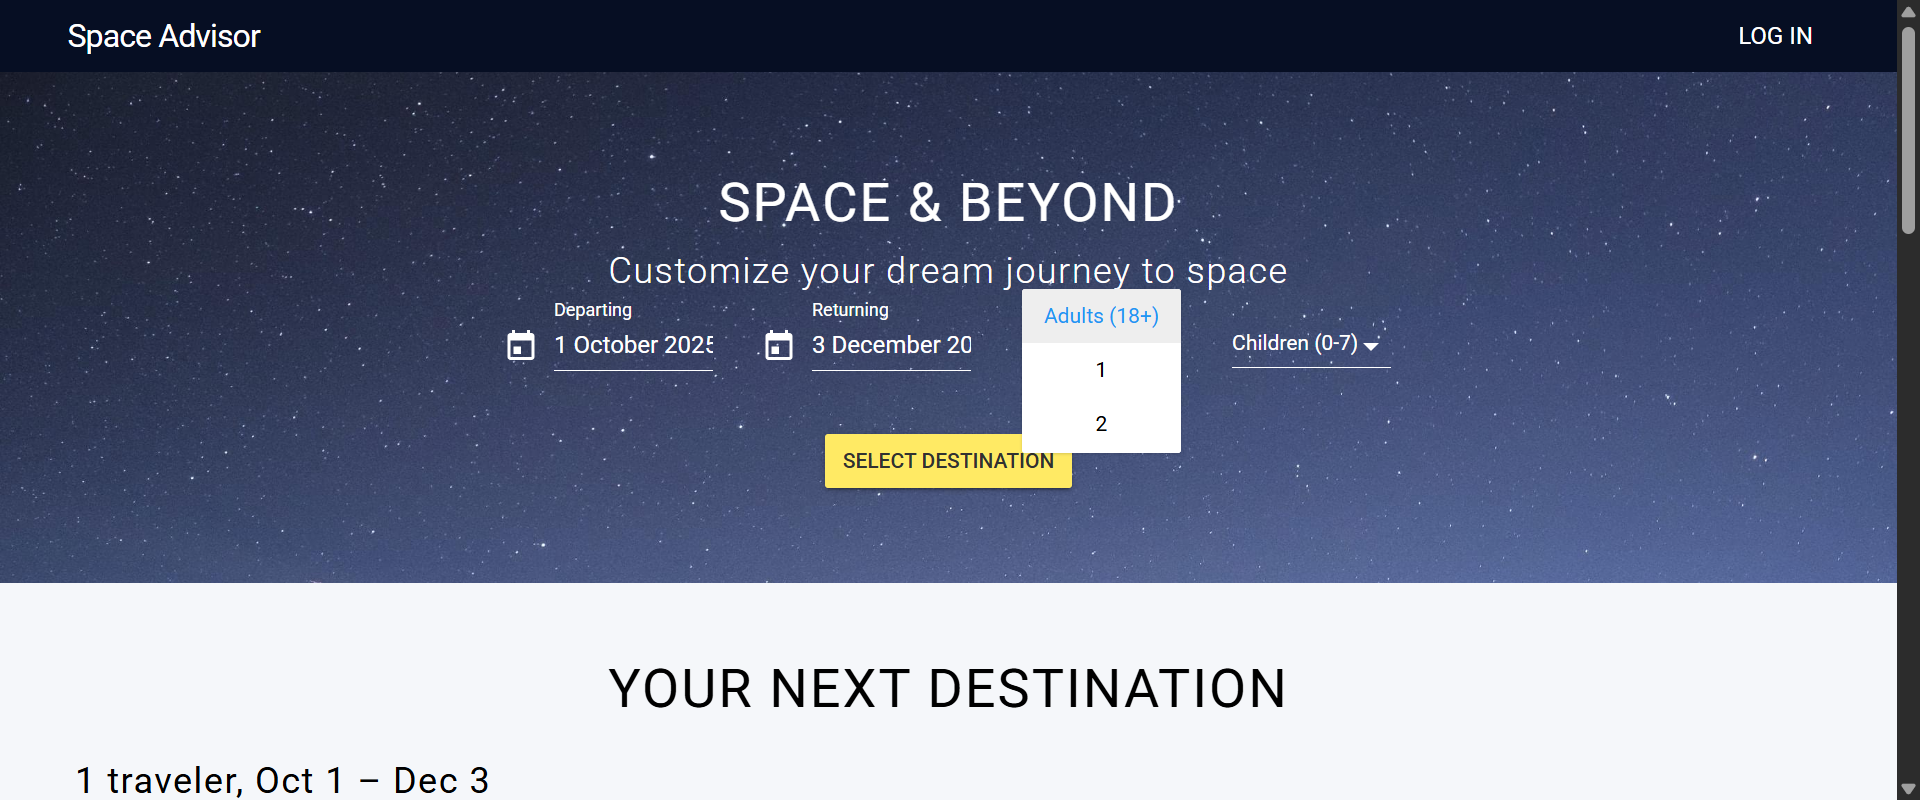 Space Advisor
LOG IN
SPACE & BEYOND
Customize your dream journey to space
Departing
1 October 2025
Returning
3 December 20
Adults (18+)
1
2
Children (0-7)
SELECT DESTINATION
YOUR NEXT DESTINATION
1 traveler, Oct 1 – Dec 3